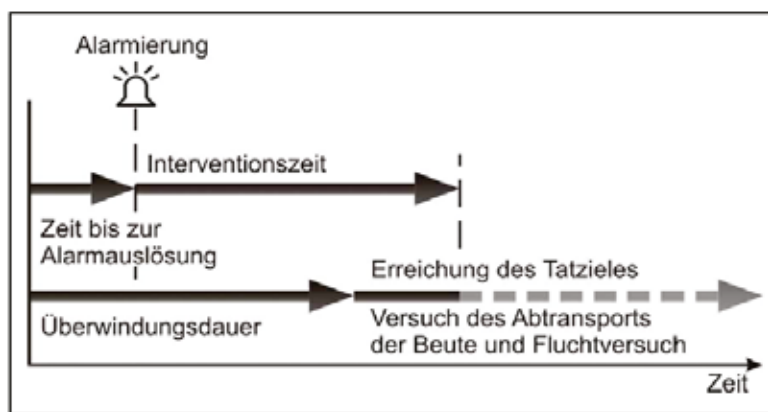 Alarmierung
Interventionszeit
Zeit bis zur
Alarmauslösung
Erreichung des Tatzieles
Überwindungsdauer
Versuch des Abtransports
der Beute und Fluchtversuch
Zeit